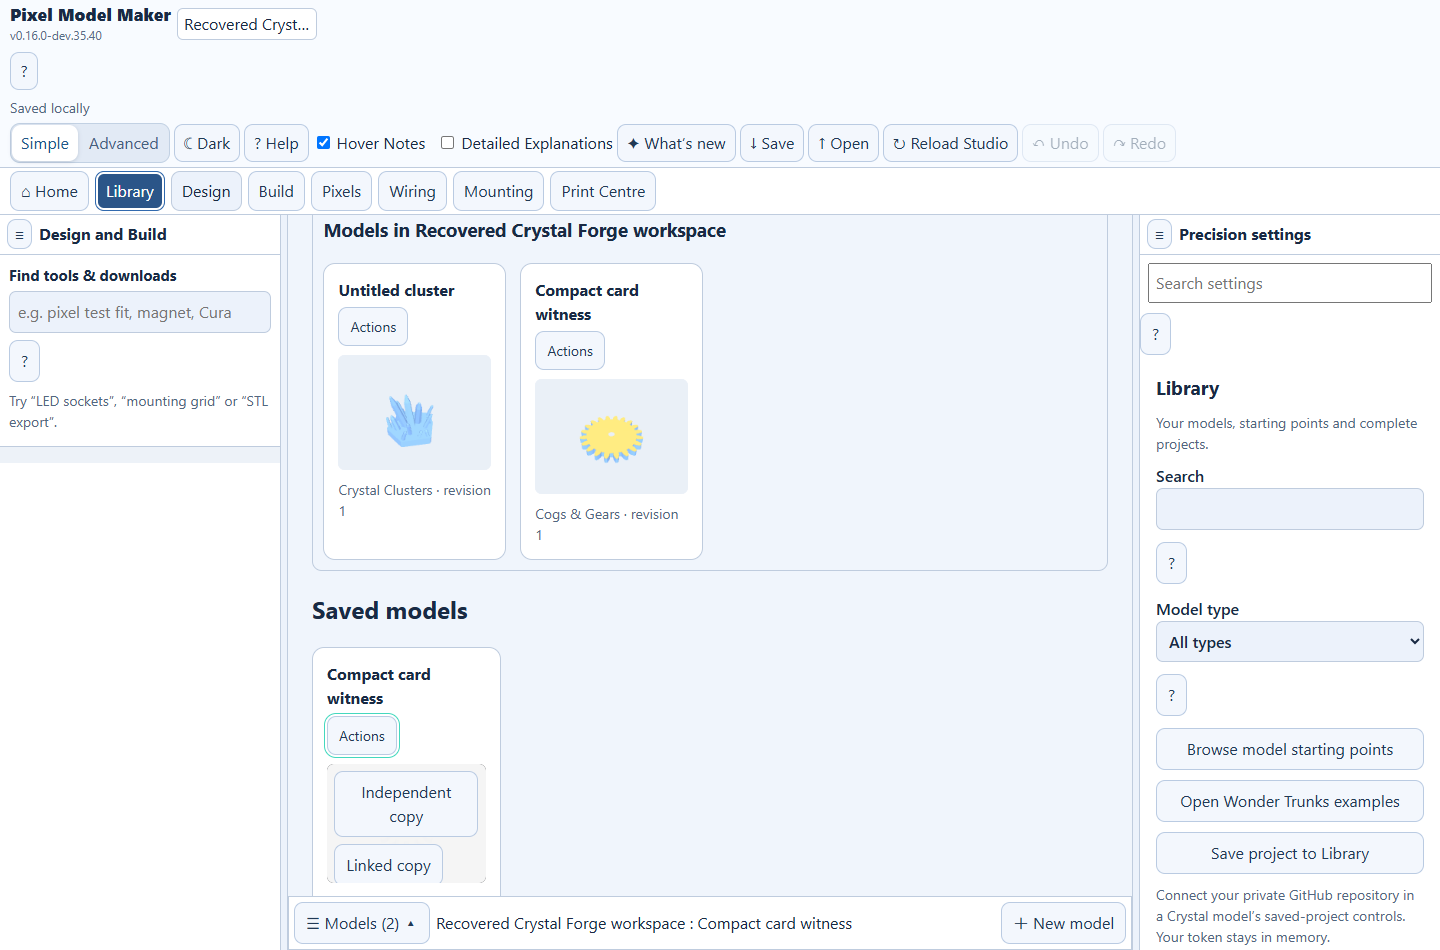 Pixel Model Maker
v0.16.0-dev.35.40
Recovered Cryst...
?
Saved locally
Simple
Advanced
☾ Dark
? Help
Hover Notes
Detailed Explanations
✦ What’s new
↓ Save
↑ Open
↻ Reload Studio
↶ Undo
↷ Redo
⌂ Home
Library
Design
Build
Pixels
Wiring
Mounting
Print Centre
☰ Design and Build
Find tools & downloads
e.g. pixel test fit, magnet, Cura
?
Try “LED sockets”, “mounting grid” or “STL
export”.
Models in Recovered Crystal Forge workspace
Untitled cluster
Actions
Crystal Clusters · revision
1
Compact card
witness
Actions
Cogs & Gears · revision
1
Saved models
Compact card
witness
Actions
Independent
copy
Linked copy
☰ Models (2) ▲
Recovered Crystal Forge workspace : Compact card witness
+ New model
☰ Precision settings
Search settings
?
Library
Your models, starting points and complete
projects.
Search
?
Model type
All types
?
Browse model starting points
Open Wonder Trunks examples
Save project to Library
Connect your private GitHub repository in
a Crystal model’s saved-project controls.
Your token stays in memory.